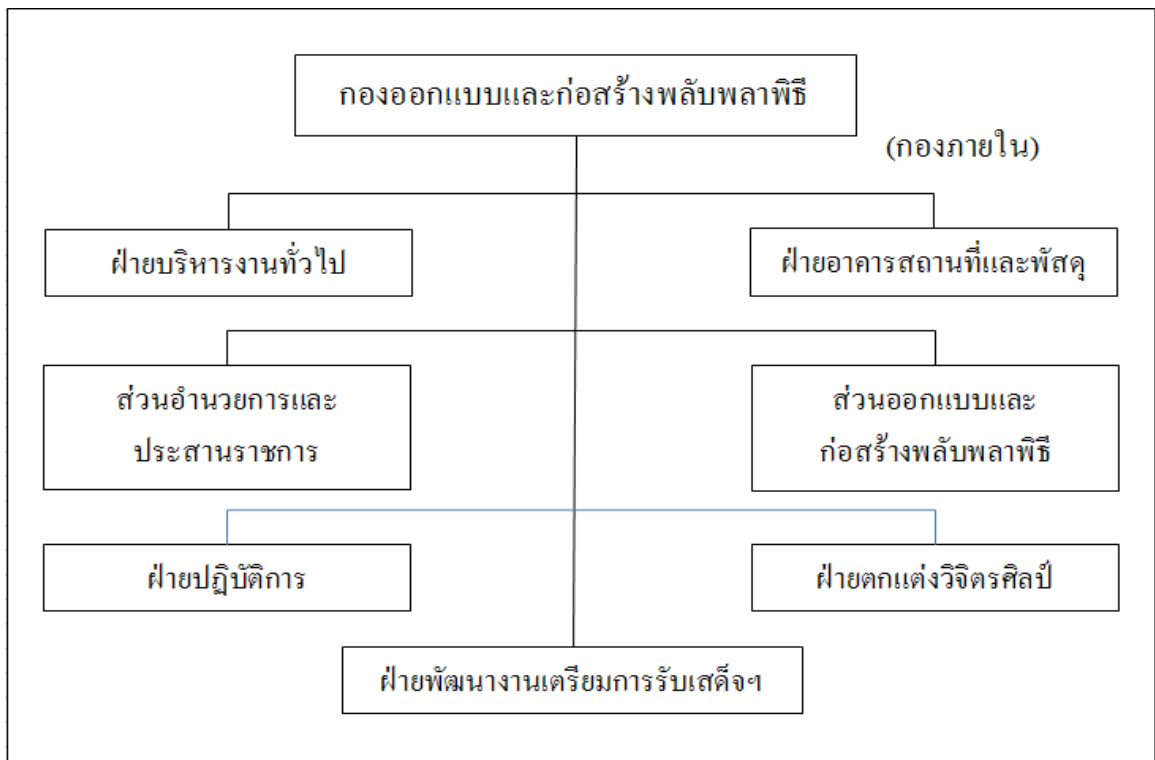 กองออกแบบและก่อสร้างพลับพลาพิธี
(กองภายใน)
ฝ่ายบริหารงานทั่วไป
ฝ่ายอาคารสถานที่และพัสดุ
ส่วนอำนวยการและ
ประสานราชการ
ส่วนออกแบบและ
ก่อสร้างพลับพลาพิธี
ฝ่ายปฏิบัติการ
ฝ่ายตกแต่งวิจิตรศิลป์
ฝ่ายพัฒนางานเตรียมการรับเสด็จฯ